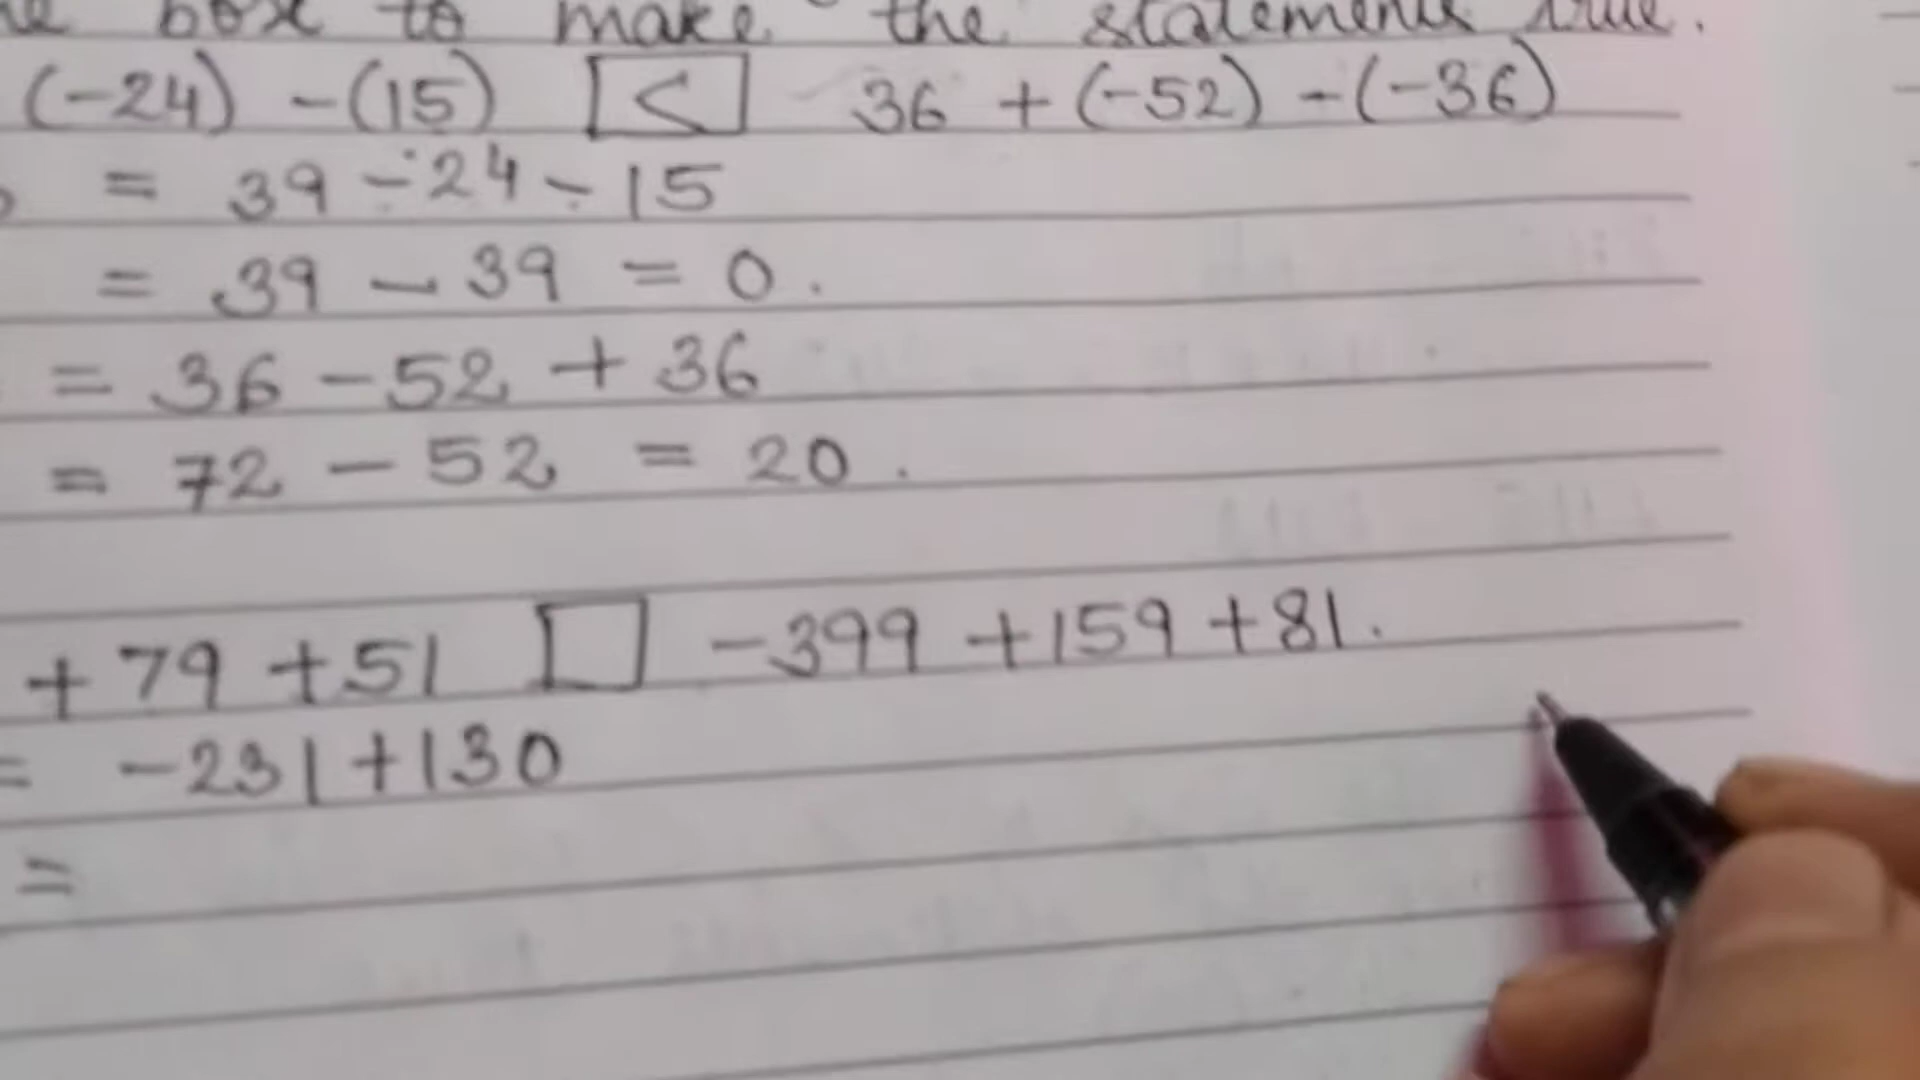 box to make the statements true.
(-24) - (15) < 36 + (-52) - (-36)
= 39 - 24 - 15
= 39 - 39 = 0.
= 36 - 52 + 36
= 72 - 52 = 20.
+ 79 + 51 □ - 399 + 159 + 81.
= - 231 + 130
=